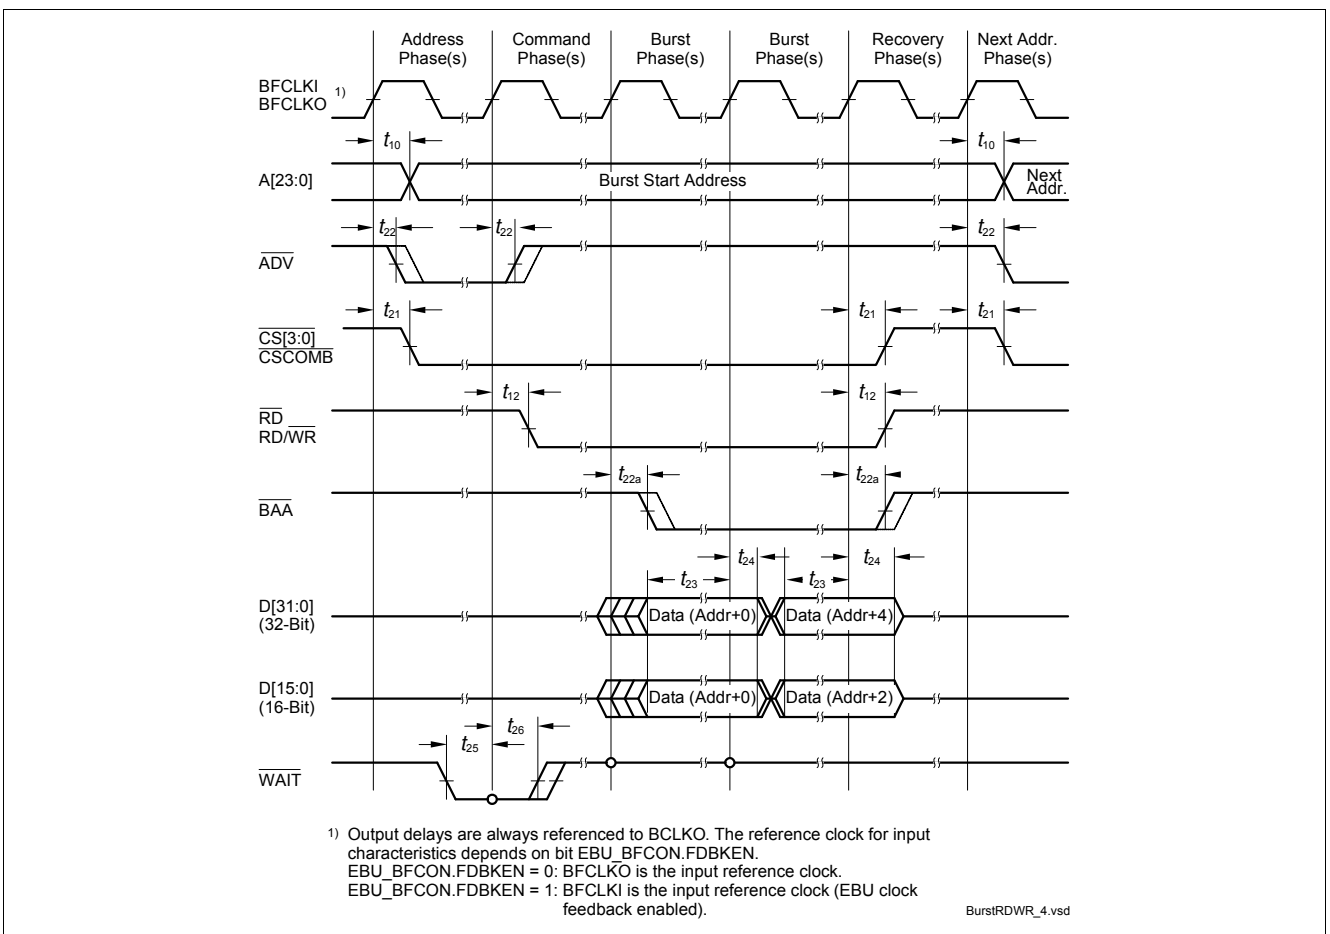 Address Phase(s)
Command Phase(s)
Burst Phase(s)
Burst Phase(s)
Recovery Phase(s)
Next Addr. Phase(s)
BFCLKI
BFCLKO 1)
t10
t10
A[23:0]
Burst Start Address
Next Addr.
t22
t22
t22
ADV
t21
t21
t21
CS[3:0]
CSCOMB
t12
t12
RD
RD/WR
t22a
t22a
BAA
t24
t24
t23
t23
D[31:0]
(32-Bit)
Data (Addr+0)
Data (Addr+4)
D[15:0]
(16-Bit)
Data (Addr+0)
Data (Addr+2)
t26
t25
WAIT
1) Output delays are always referenced to BCLKO. The reference clock for input
characteristics depends on bit EBU_BFCON.FDBKEN.
EBU_BFCON.FDBKEN = 0: BFCLKO is the input reference clock.
EBU_BFCON.FDBKEN = 1: BFCLKI is the input reference clock (EBU clock
feedback enabled).
BurstRDWR_4.vsd